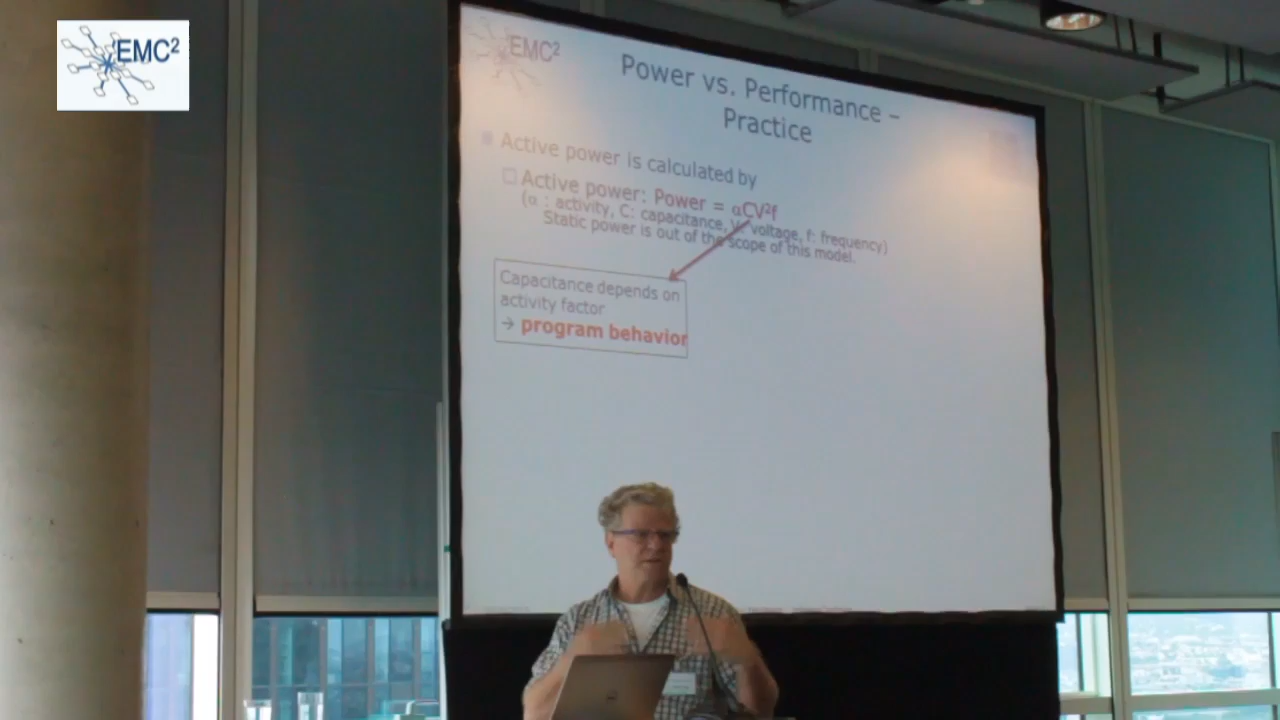 EMC²
EMC²
Power vs. Performance –
Practice
Active power is calculated by
Active power: Power = αCV²f
(α : activity, C: capacitance, V: voltage, f: frequency)
Static power is out of the scope of this model.
Capacitance depends on
activity factor
→ program behavior